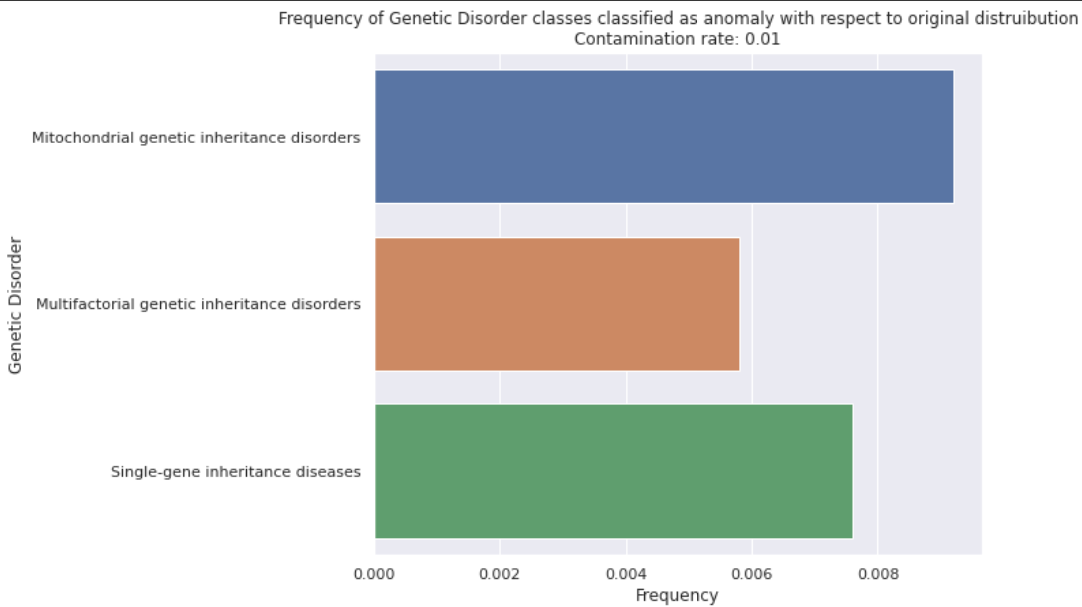 Frequency of Genetic Disorder classes classified as anomaly with respect to original distruibution
Contamination rate: 0.01
Genetic Disorder
Mitochondrial genetic inheritance disorders
Multifactorial genetic inheritance disorders
Single-gene inheritance diseases
0.000 0.002 0.004 0.006 0.008
Frequency